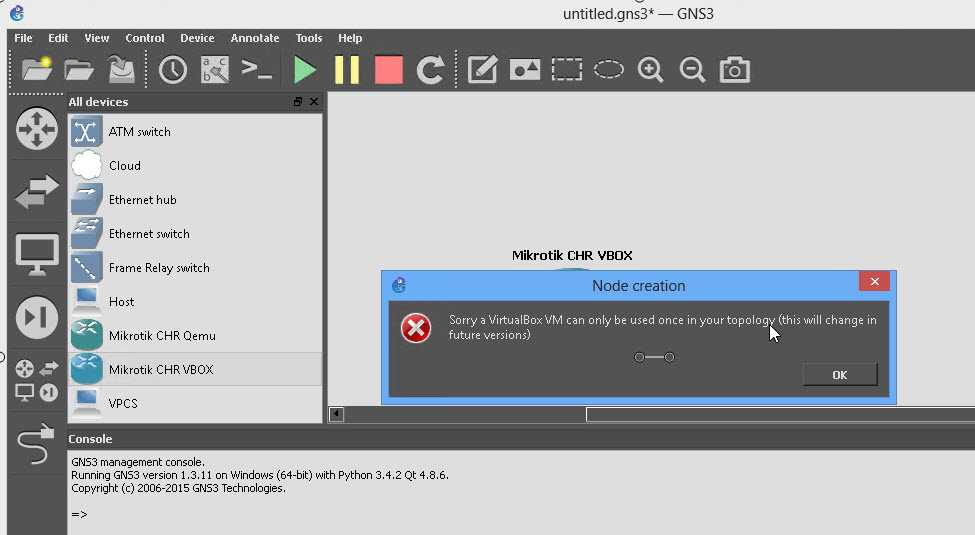 untitled.gns3* — GNS3
File Edit View Control Device Annotate Tools Help
a c
b
All devices
ATM switch
Cloud
Ethernet hub
Ethernet switch
Frame Relay switch
Host
Mikrotik CHR Qemu
Mikrotik CHR VBOX
VPCS
Mikrotik CHR VBOX
Node creation
Sorry a VirtualBox VM can only be used once in your topology (this will change in
future versions)
OK
Console
GNS3 management console.
Running GNS3 version 1.3.11 on Windows (64-bit) with Python 3.4.2 Qt 4.8.6.
Copyright (c) 2006-2015 GNS3 Technologies.
=>